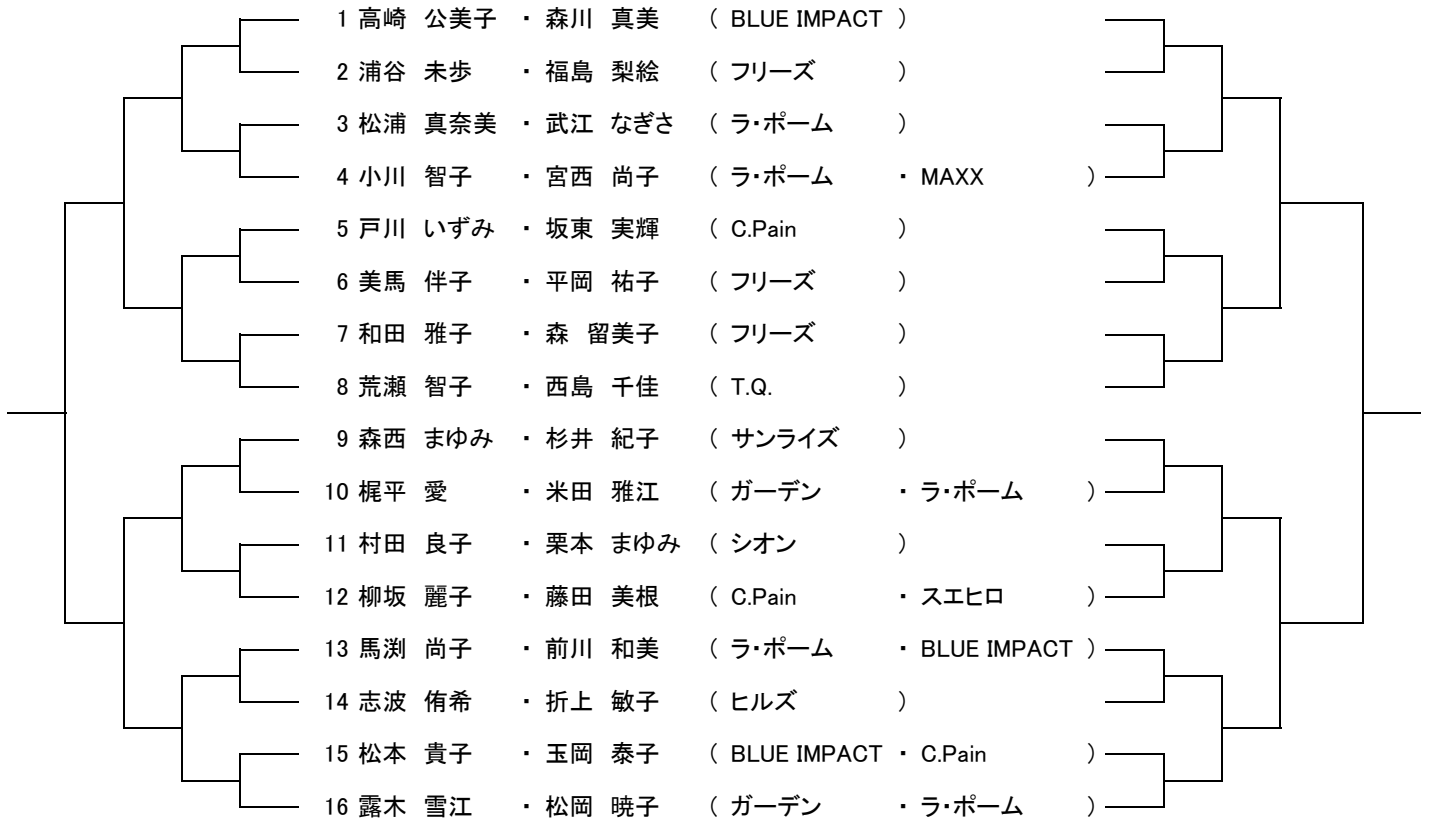 1 高崎 公美子 ・ 森川 真美 ( BLUE IMPACT )
2 浦谷 未歩 ・ 福島 梨絵 ( フリーズ )
3 松浦 真奈美 ・ 武江 なぎさ ( ラ・ポーム )
4 小川 智子 ・ 宮西 尚子 ( ラ・ポーム ・ MAXX )
5 戸川 いずみ ・ 坂東 実輝 ( C.Pain )
6 美馬 伴子 ・ 平岡 祐子 ( フリーズ )
7 和田 雅子 ・ 森 留美子 ( フリーズ )
8 荒瀬 智子 ・ 西島 千佳 ( T.Q. )
9 森西 まゆみ ・ 杉井 紀子 ( サンライズ )
10 梶平 愛 ・ 米田 雅江 ( ガーデン ・ ラ・ポーム )
11 村田 良子 ・ 栗本 まゆみ ( シオン )
12 柳坂 麗子 ・ 藤田 美根 ( C.Pain ・ スエヒロ )
13 馬渕 尚子 ・ 前川 和美 ( ラ・ポーム ・ BLUE IMPACT )
14 志波 侑希 ・ 折上 敏子 ( ヒルズ )
15 松本 貴子 ・ 玉岡 泰子 ( BLUE IMPACT ・ C.Pain )
16 露木 雪江 ・ 松岡 暁子 ( ガーデン ・ ラ・ポーム )